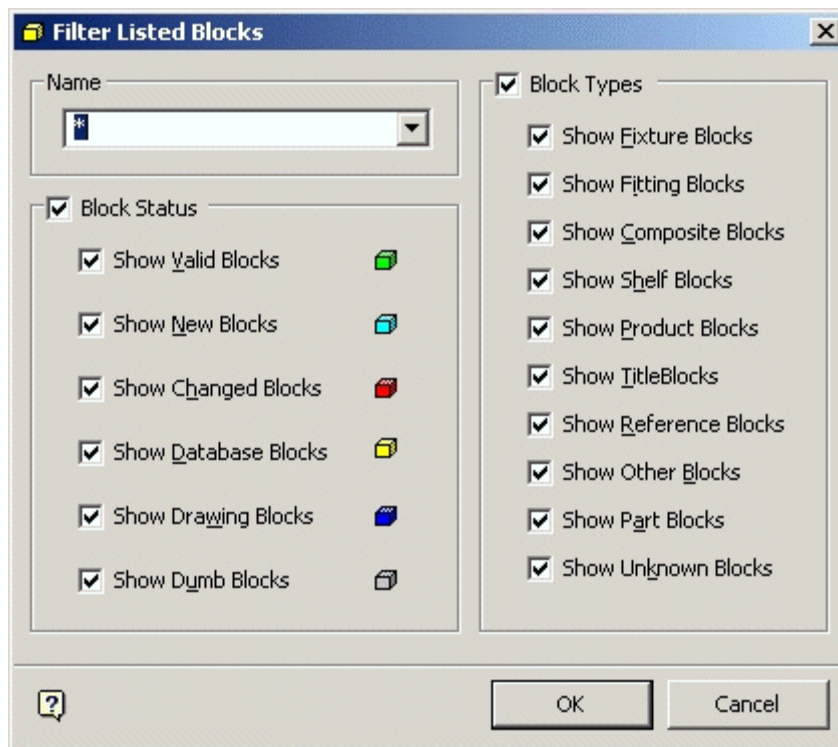 Filter Listed Blocks
Name
*
Block Status
Show Valid Blocks
Show New Blocks
Show Changed Blocks
Show Database Blocks
Show Drawing Blocks
Show Dumb Blocks
Block Types
Show Fixture Blocks
Show Fitting Blocks
Show Composite Blocks
Show Shelf Blocks
Show Product Blocks
Show TitleBlocks
Show Reference Blocks
Show Other Blocks
Show Part Blocks
Show Unknown Blocks
?
OK
Cancel